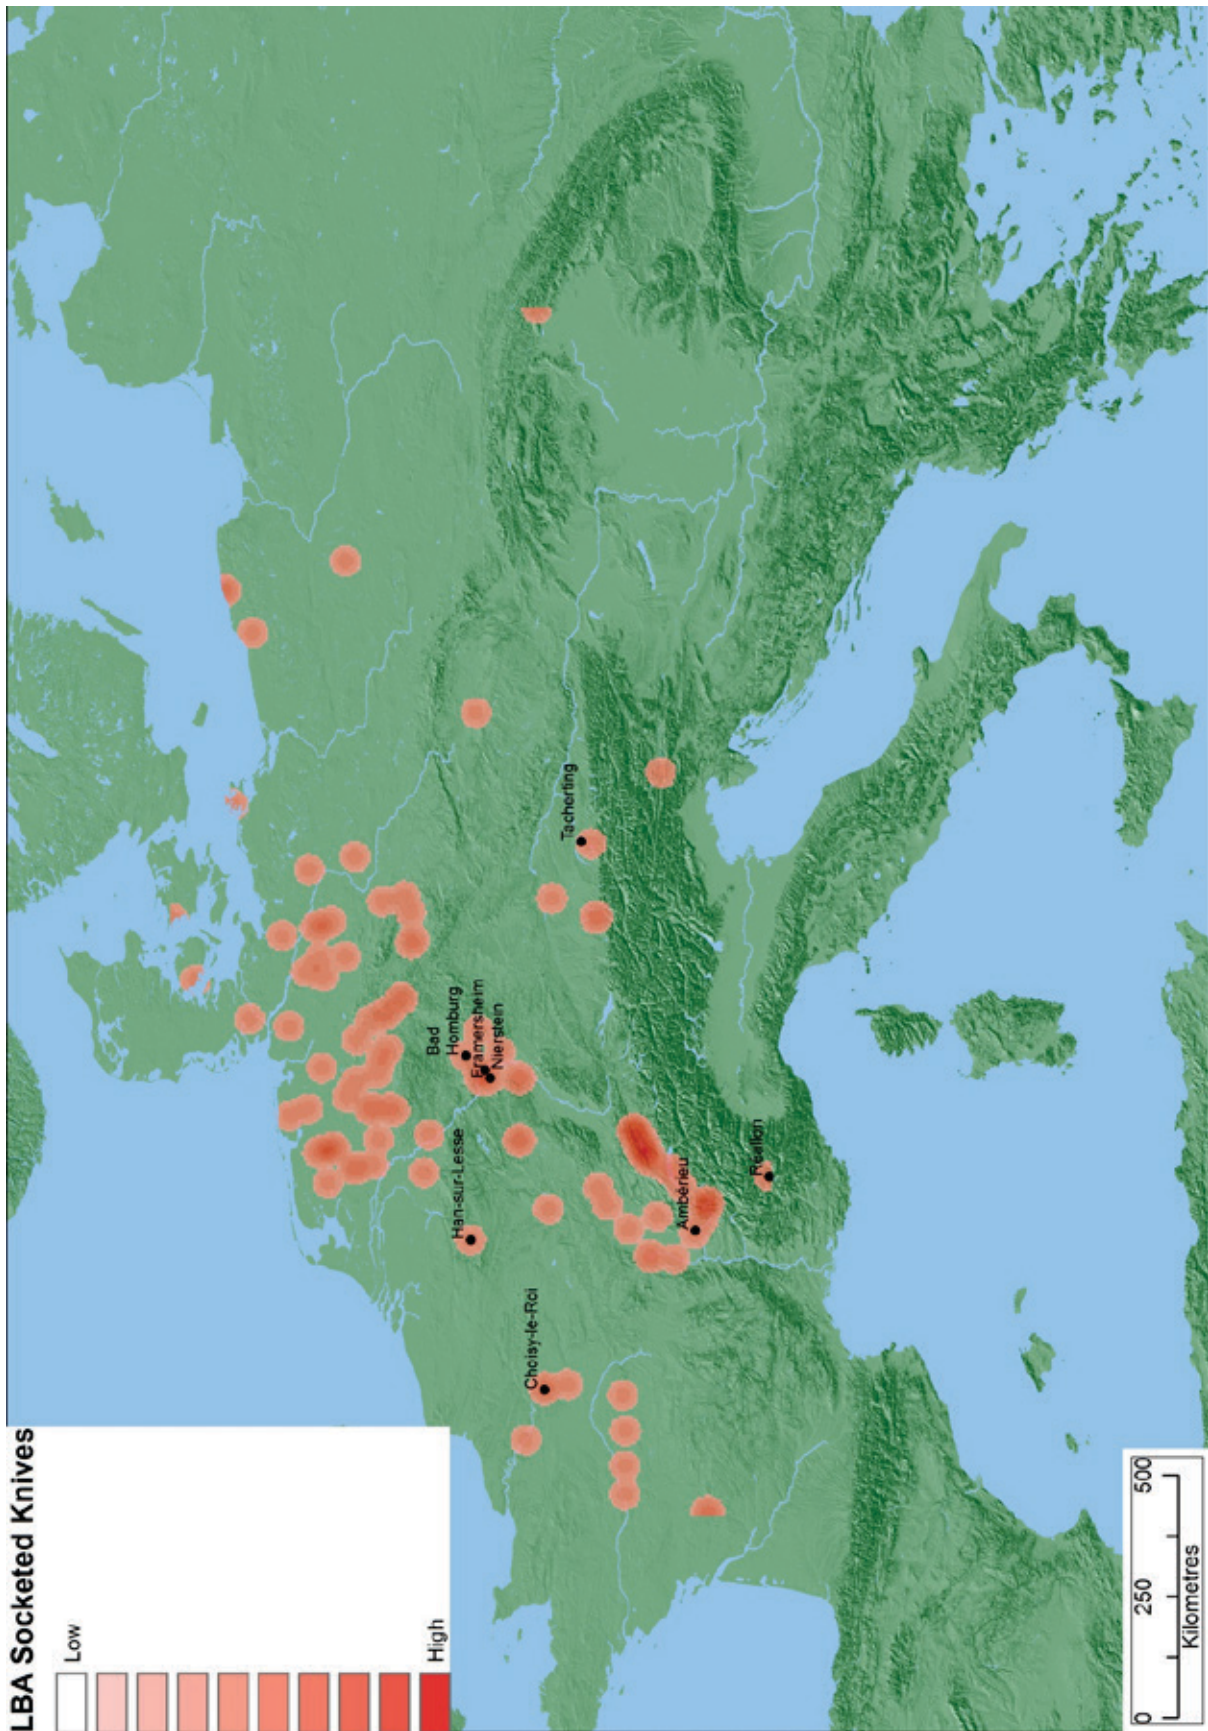 LBA Socketed Knives
Low
High
Bad
Homburg
Framersheim
Nierstein
Han-sur-Lesse
Choisy-le-Roi
Tacherting
Ambérieu
Réallon
0 250 500
Kilometres